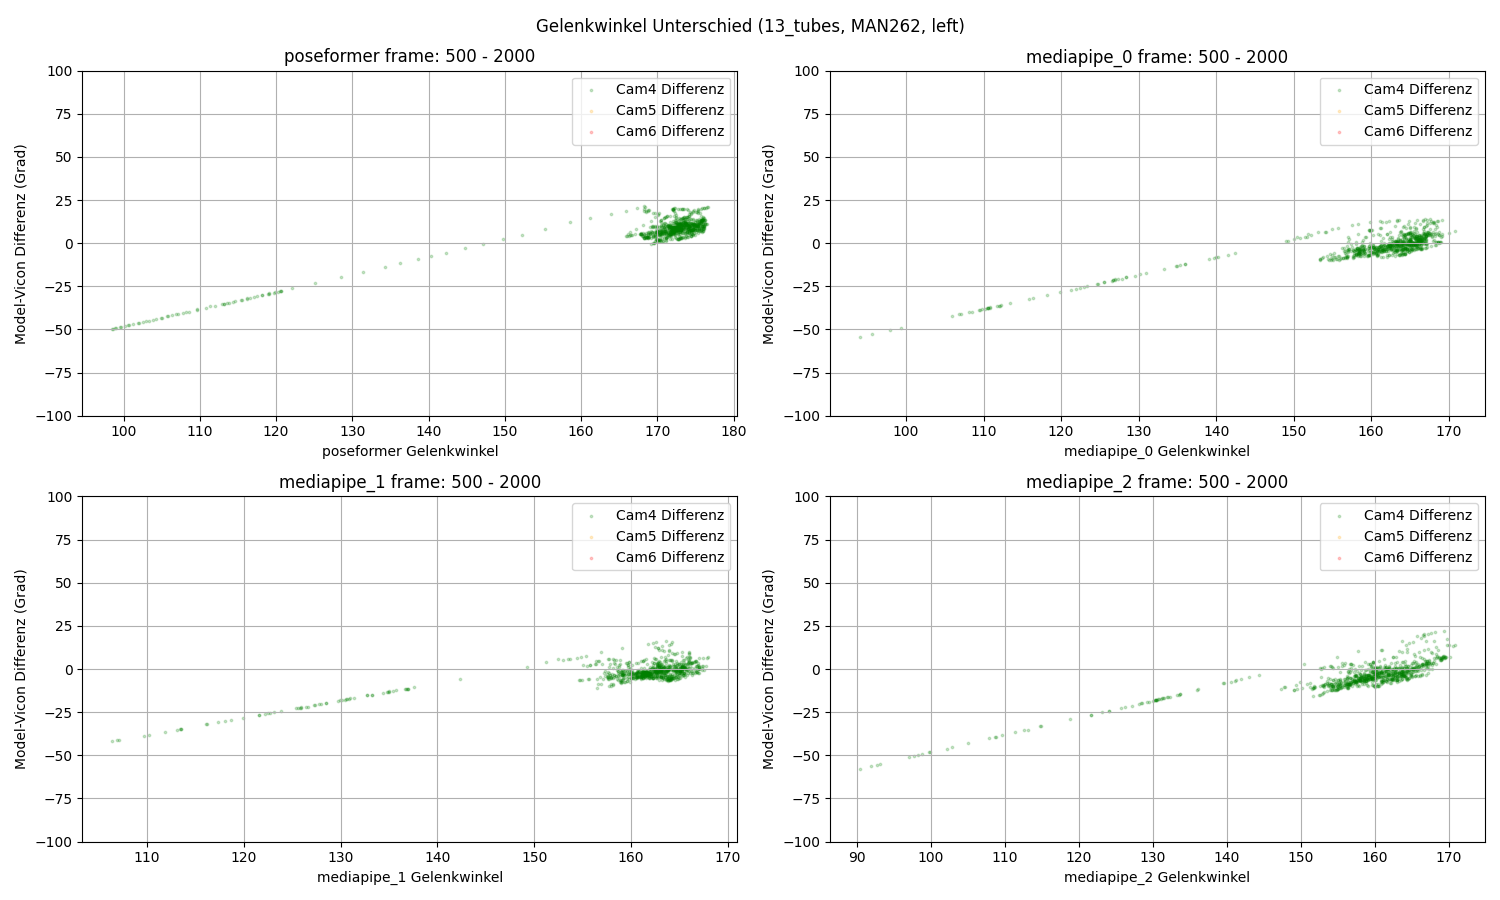 Gelenkwinkel Unterschied (13_tubes, MAN262, left)
poseformer frame: 500 - 2000
100
75
50
25
0
−25
−50
−75
−100
Model-Vicon Differenz (Grad)
Cam4 Differenz
Cam5 Differenz
Cam6 Differenz
100 110 120 130 140 150 160 170 180
poseformer Gelenkwinkel
mediapipe_0 frame: 500 - 2000
100
75
50
25
0
−25
−50
−75
−100
Model-Vicon Differenz (Grad)
Cam4 Differenz
Cam5 Differenz
Cam6 Differenz
100 110 120 130 140 150 160 170
mediapipe_0 Gelenkwinkel
mediapipe_1 frame: 500 - 2000
100
75
50
25
0
−25
−50
−75
−100
Model-Vicon Differenz (Grad)
Cam4 Differenz
Cam5 Differenz
Cam6 Differenz
110 120 130 140 150 160 170
mediapipe_1 Gelenkwinkel
mediapipe_2 frame: 500 - 2000
100
75
50
25
0
−25
−50
−75
−100
Model-Vicon Differenz (Grad)
Cam4 Differenz
Cam5 Differenz
Cam6 Differenz
90 100 110 120 130 140 150 160 170
mediapipe_2 Gelenkwinkel